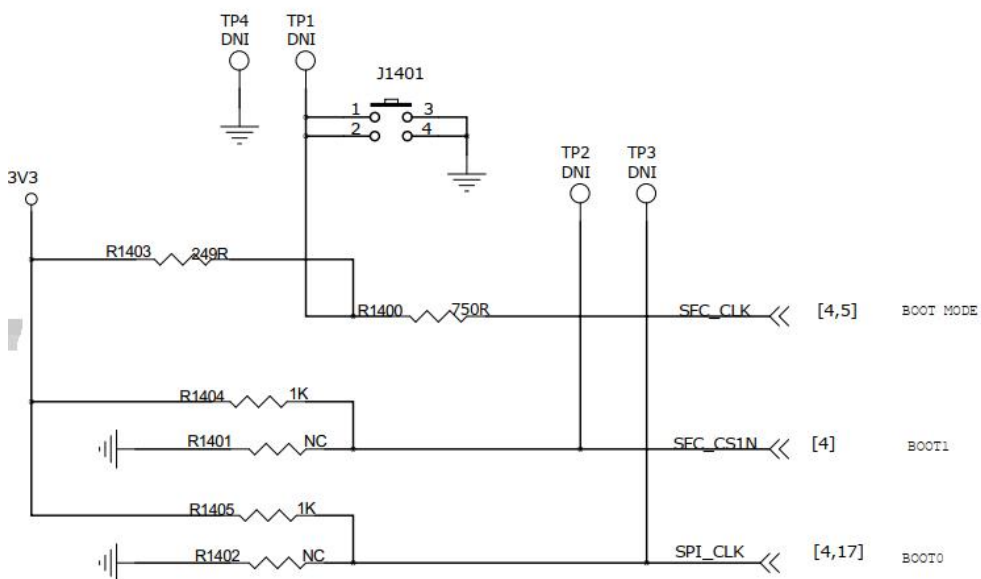 TP4 TP1
DNI DNI
J1401
1 3
2 4
TP2 TP3
DNI DNI
3V3
R1403 249R
R1400 750R SFC_CLK [4,5] BOOT MODE
R1404 1K
R1401 NC SFC_CS1N [4] BOOT1
R1405 1K
R1402 NC SPI_CLK [4,17] BOOT0